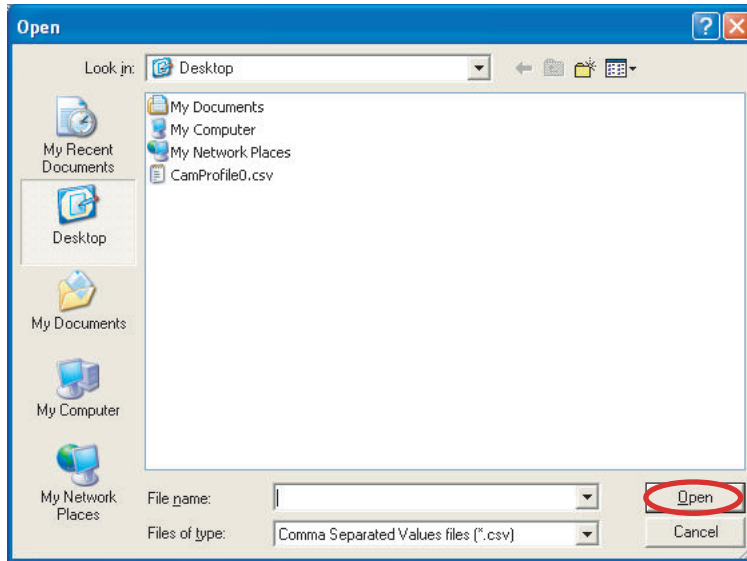 Open
Look in: Desktop
My Documents
My Computer
My Network Places
CamProfile0.csv
My Recent
Documents
Desktop
My Documents
My Computer
My Network
Places
File name:
Open
Files of type: Comma Separated Values files (*.csv)
Cancel